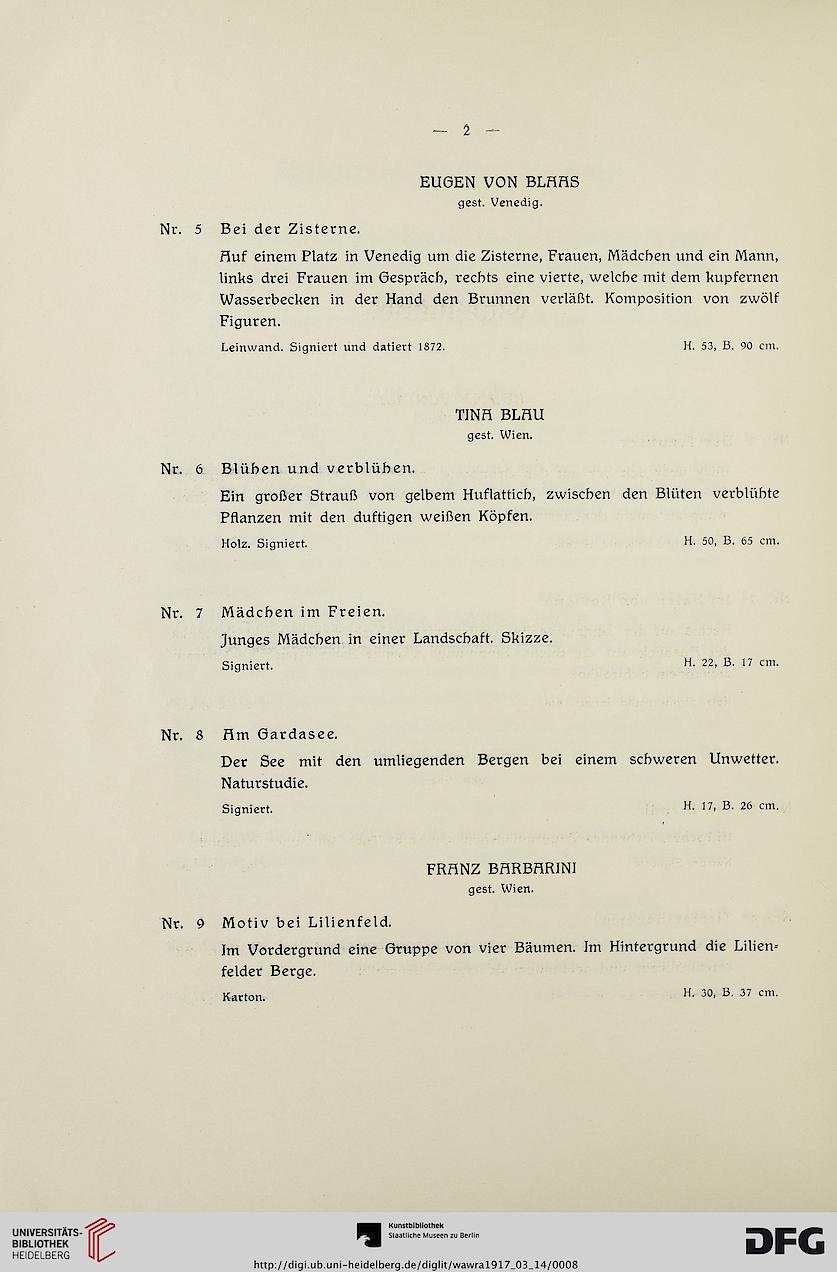 — 2 —
EUGEN VON BLAAS
gest. Venedig.
Nr. 5 Bei der Zisterne.
Auf einem Platz in Venedig um die Zisterne, Frauen, Mädchen und ein Mann,
links drei Frauen im Gespräch, rechts eine vierte, welche mit dem kupfernen
Wasserbecken in der Hand den Brunnen verläßt. Komposition von zwölf
Figuren.
Leinwand. Signiert und datiert 1872. H. 53, B. 90 cm.
TINA BLAU
gest. Wien.
Nr. 6 Blühen und verblühen.
Ein großer Strauß von gelbem Huflattich, zwischen den Blüten verblühte
Pflanzen mit den duftigen weißen Köpfen.
Holz. Signiert. H. 50, B. 65 cm.
Nr. 7 Mädchen im Freien.
Junges Mädchen in einer Landschaft. Skizze.
Signiert. H. 22, B. 17 cm.
Nr. 8 Am Gardasee.
Der See mit den umliegenden Bergen bei einem schweren Unwetter.
Naturstudie.
Signiert. H. 17, B. 26 cm.
FRANZ BARBARINI
gest. Wien.
Nr. 9 Motiv bei Lilienfeld.
Im Vordergrund eine Gruppe von vier Bäumen. Im Hintergrund die Lilien-
felder Berge.
Karton. H. 30, B. 37 cm.
UNIVERSITÄTS-
BIBLIOTHEK
HEIDELBERG
Kunstbibliothek
Staatliche Museen zu Berlin
DFG
http://digi.ub.uni-heidelberg.de/diglit/wawra1917_03_14/0008